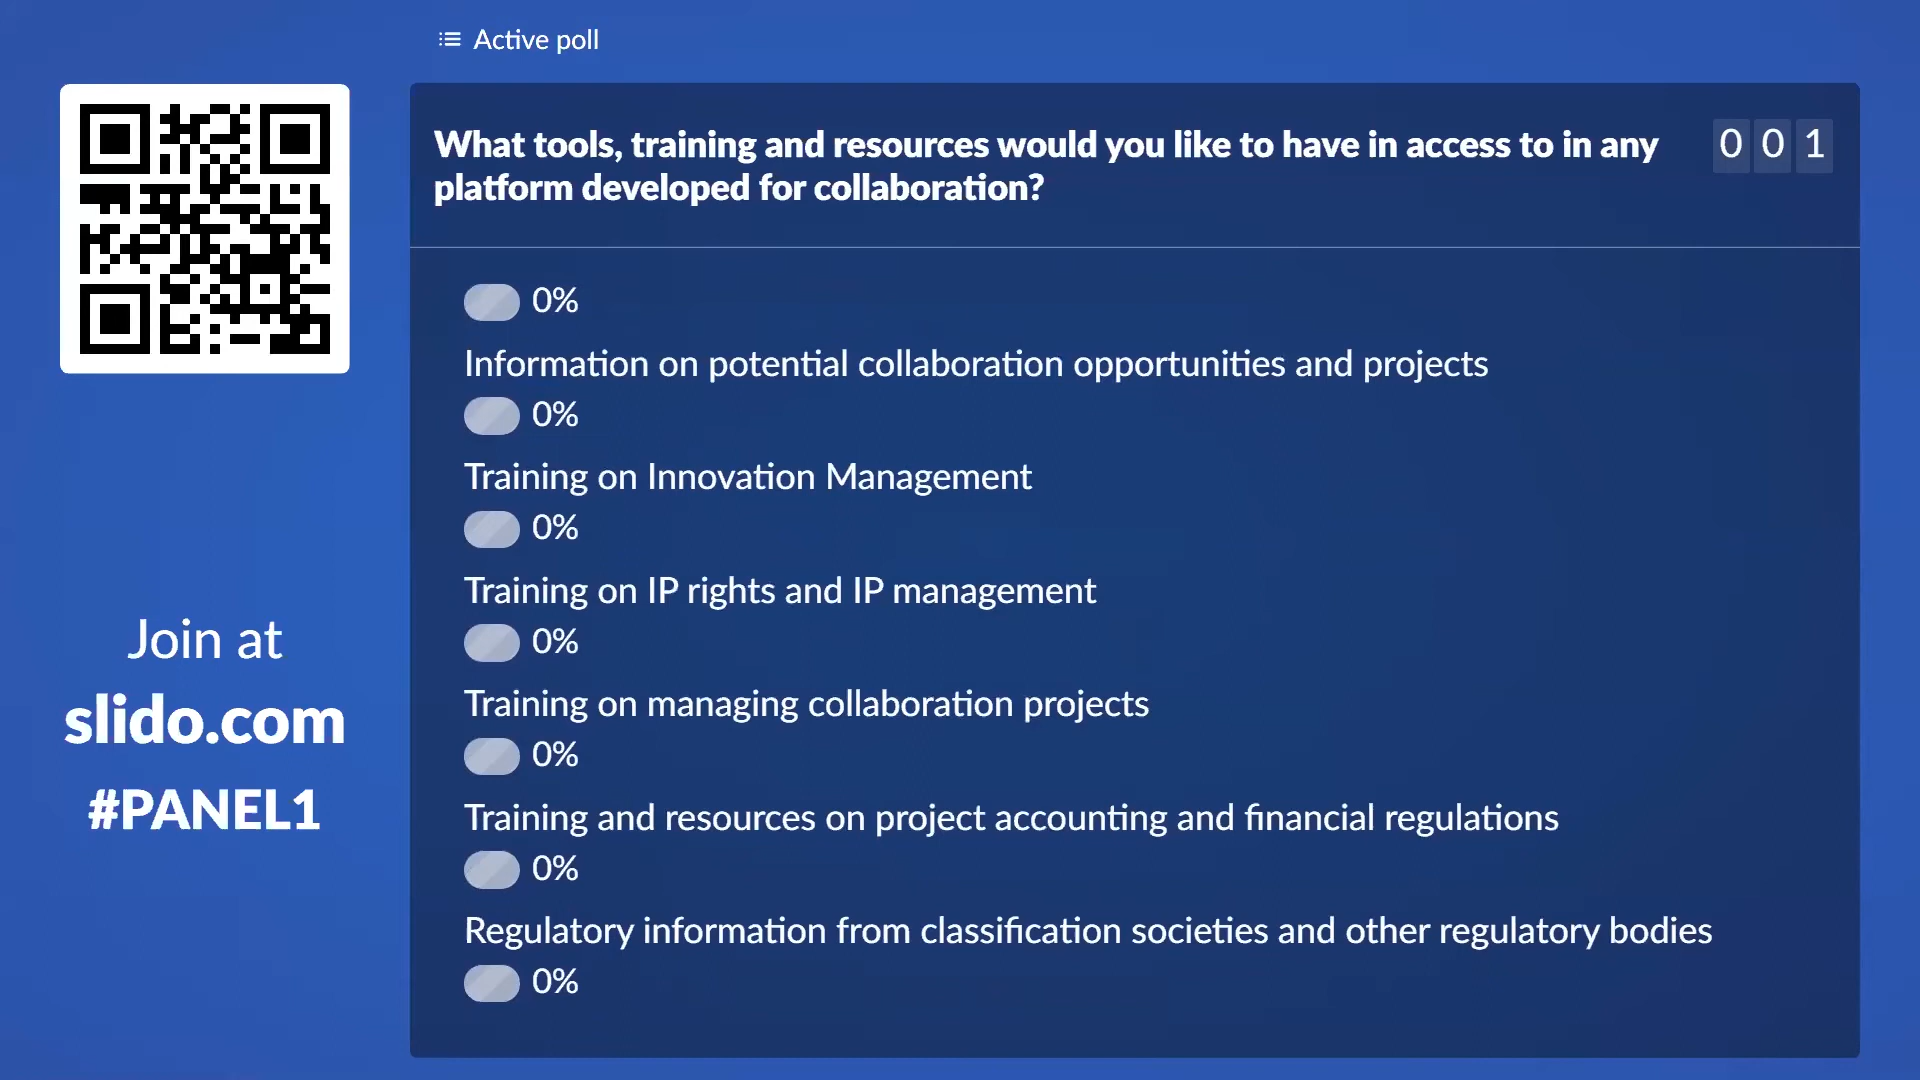 Active poll
What tools, training and resources would you like to have in access to in any
platform developed for collaboration?
001
0%
Information on potential collaboration opportunities and projects
0%
Training on Innovation Management
0%
Training on IP rights and IP management
0%
Training on managing collaboration projects
0%
Training and resources on project accounting and financial regulations
0%
Regulatory information from classification societies and other regulatory bodies
0%
Join at
slido.com
#PANEL1